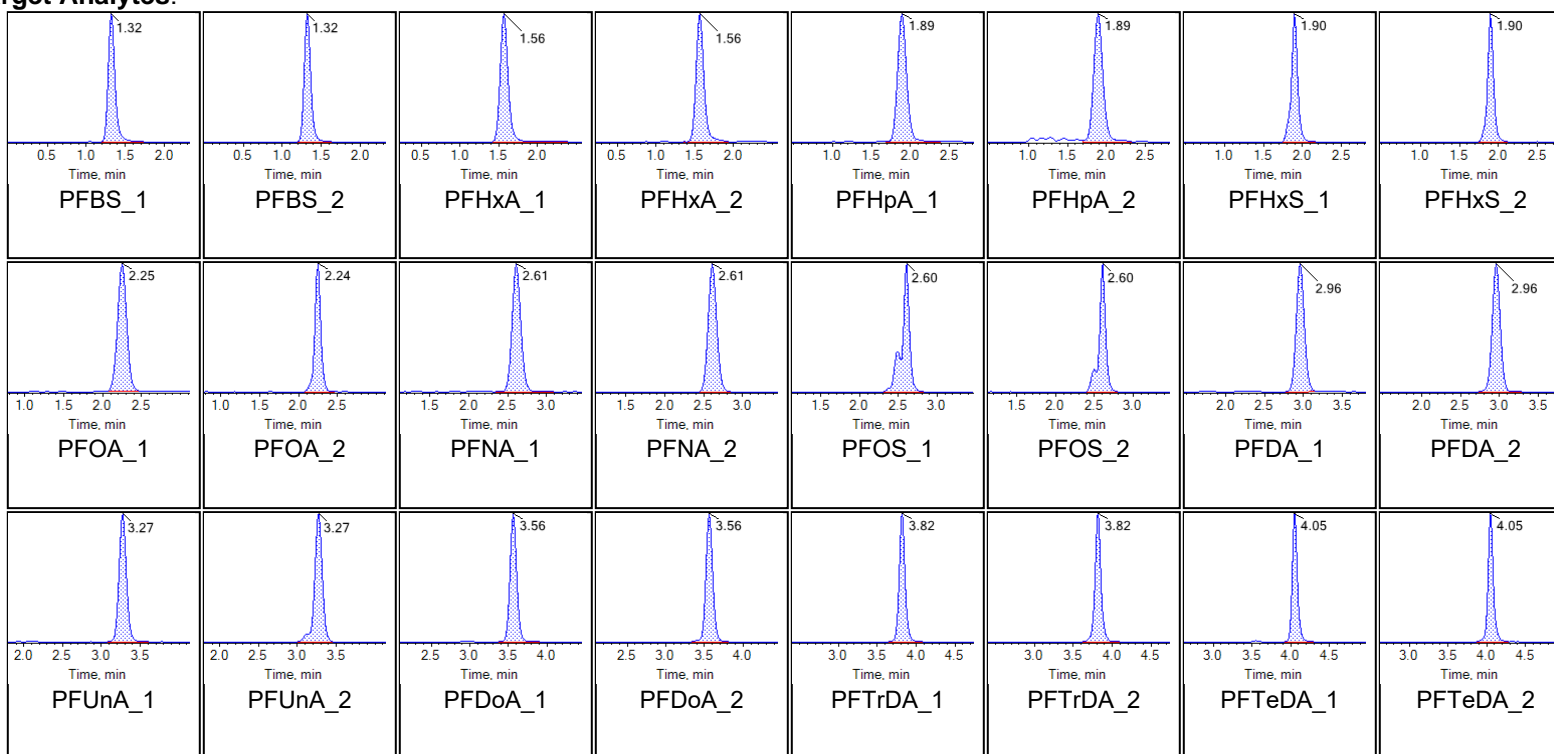 rget Analytes:
1.32 1.32 1.56 1.56 1.89 1.89 1.90 1.90
0.5 1.0 1.5 2.0 0.5 1.0 1.5 2.0 0.5 1.0 1.5 2.0 0.5 1.0 1.5 2.0 1.0 1.5 2.0 2.5 1.0 1.5 2.0 2.5 1.0 1.5 2.0 2.5 1.0 1.5 2.0 2.5
Time, min Time, min Time, min Time, min Time, min Time, min Time, min Time, min
PFBS_1 PFBS_2 PFHxA_1 PFHxA_2 PFHpA_1 PFHpA_2 PFHxS_1 PFHxS_2
2.25 2.24 2.61 2.61 2.60 2.60 2.96 2.96
1.0 1.5 2.0 2.5 1.0 1.5 2.0 2.5 1.5 2.0 2.5 3.0 1.5 2.0 2.5 3.0 1.5 2.0 2.5 3.0 1.5 2.0 2.5 3.0 2.0 2.5 3.0 3.5 2.0 2.5 3.0 3.5
Time, min Time, min Time, min Time, min Time, min Time, min Time, min Time, min
PFOA_1 PFOA_2 PFNA_1 PFNA_2 PFOS_1 PFOS_2 PFDA_1 PFDA_2
3.27 3.27 3.56 3.56 3.82 3.82 4.05 4.05
2.0 2.5 3.0 3.5 2.0 2.5 3.0 3.5 2.5 3.0 3.5 4.0 2.5 3.0 3.5 4.0 3.0 3.5 4.0 4.5 3.0 3.5 4.0 4.5 3.0 3.5 4.0 4.5 3.0 3.5 4.0 4.5
Time, min Time, min Time, min Time, min Time, min Time, min Time, min Time, min
PFUnA_1 PFUnA_2 PFDoA_1 PFDoA_2 PFTrDA_1 PFTrDA_2 PFTeDA_1 PFTeDA_2